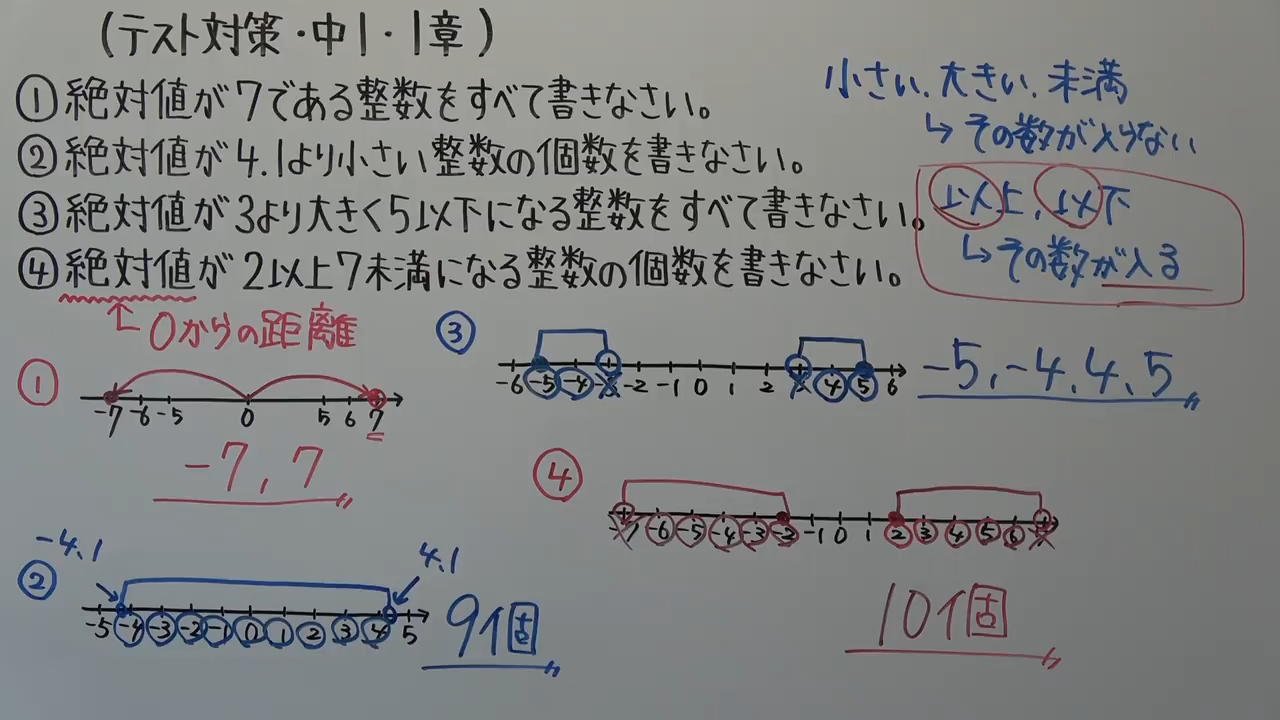 (テスト対策・中1・1章)
①絶対値が7である整数をすべて書きなさい。
②絶対値が4.1より小さい整数の個数を書きなさい。
③絶対値が3より大きく5以下になる整数をすべて書きなさい。
④絶対値が2以上7未満になる整数の個数を書きなさい。
小さい、大きい、未満
↳その数が入らない
以上、以下
↳その数が入る
↑0からの距離
①
-7 -6 -5 0 5 6 7
-7, 7
②
-4.1 4.1
-5 -4 -3 -2 -1 0 1 2 3 4 5
9個
③
-6 -5 -4 -3 -2 -1 0 1 2 3 4 5 6
-5, -4, 4, 5
④
-7 -6 -5 -4 -3 -2 -1 0 1 2 3 4 5 6 7
10個